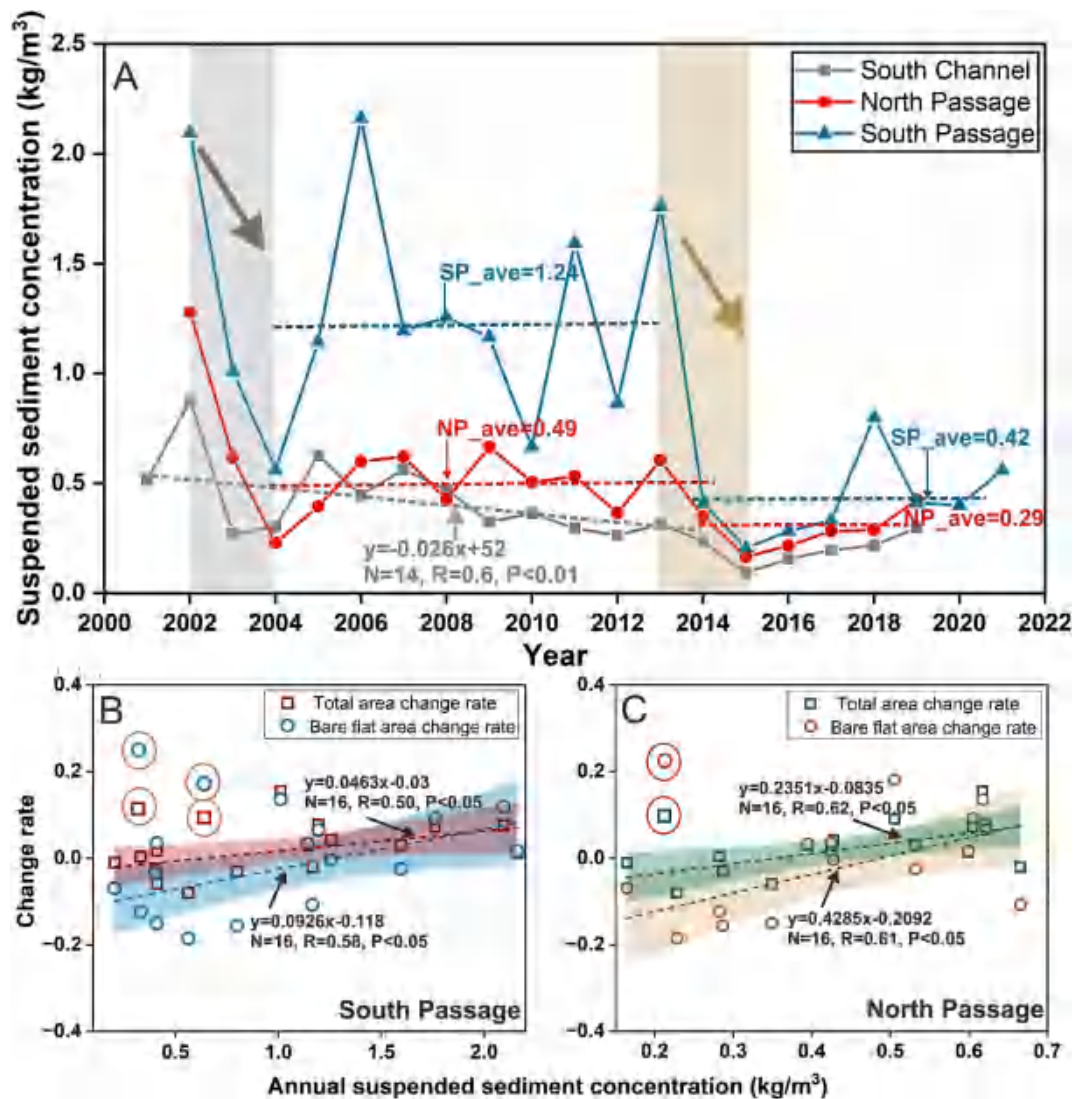 A
Suspended sediment concentration (kg/m³)
2.5
2.0
1.5
1.0
0.5
0.0
South Channel
North Passage
South Passage
SP_ave=1.24
NP_ave=0.49
SP_ave=0.42
NP_ave=0.29
y=-0.026x+52
N=14, R=0.6, P<0.01
2000 2002 2004 2006 2008 2010 2012 2014 2016 2018 2020 2022
Year
B
Change rate
0.4
0.2
0.0
−0.2
−0.4
Total area change rate
Bare flat area change rate
y=0.0463x-0.03
N=16, R=0.50, P<0.05
y=0.0926x-0.118
N=16, R=0.58, P<0.05
South Passage
0.5 1.0 1.5 2.0
C
0.4
0.2
0.0
−0.2
−0.4
Total area change rate
Bare flat area change rate
y=0.2351x-0.0835
N=16, R=0.62, P<0.05
y=0.4285x-0.2092
N=16, R=0.61, P<0.05
North Passage
0.2 0.3 0.4 0.5 0.6 0.7
Annual suspended sediment concentration (kg/m³)